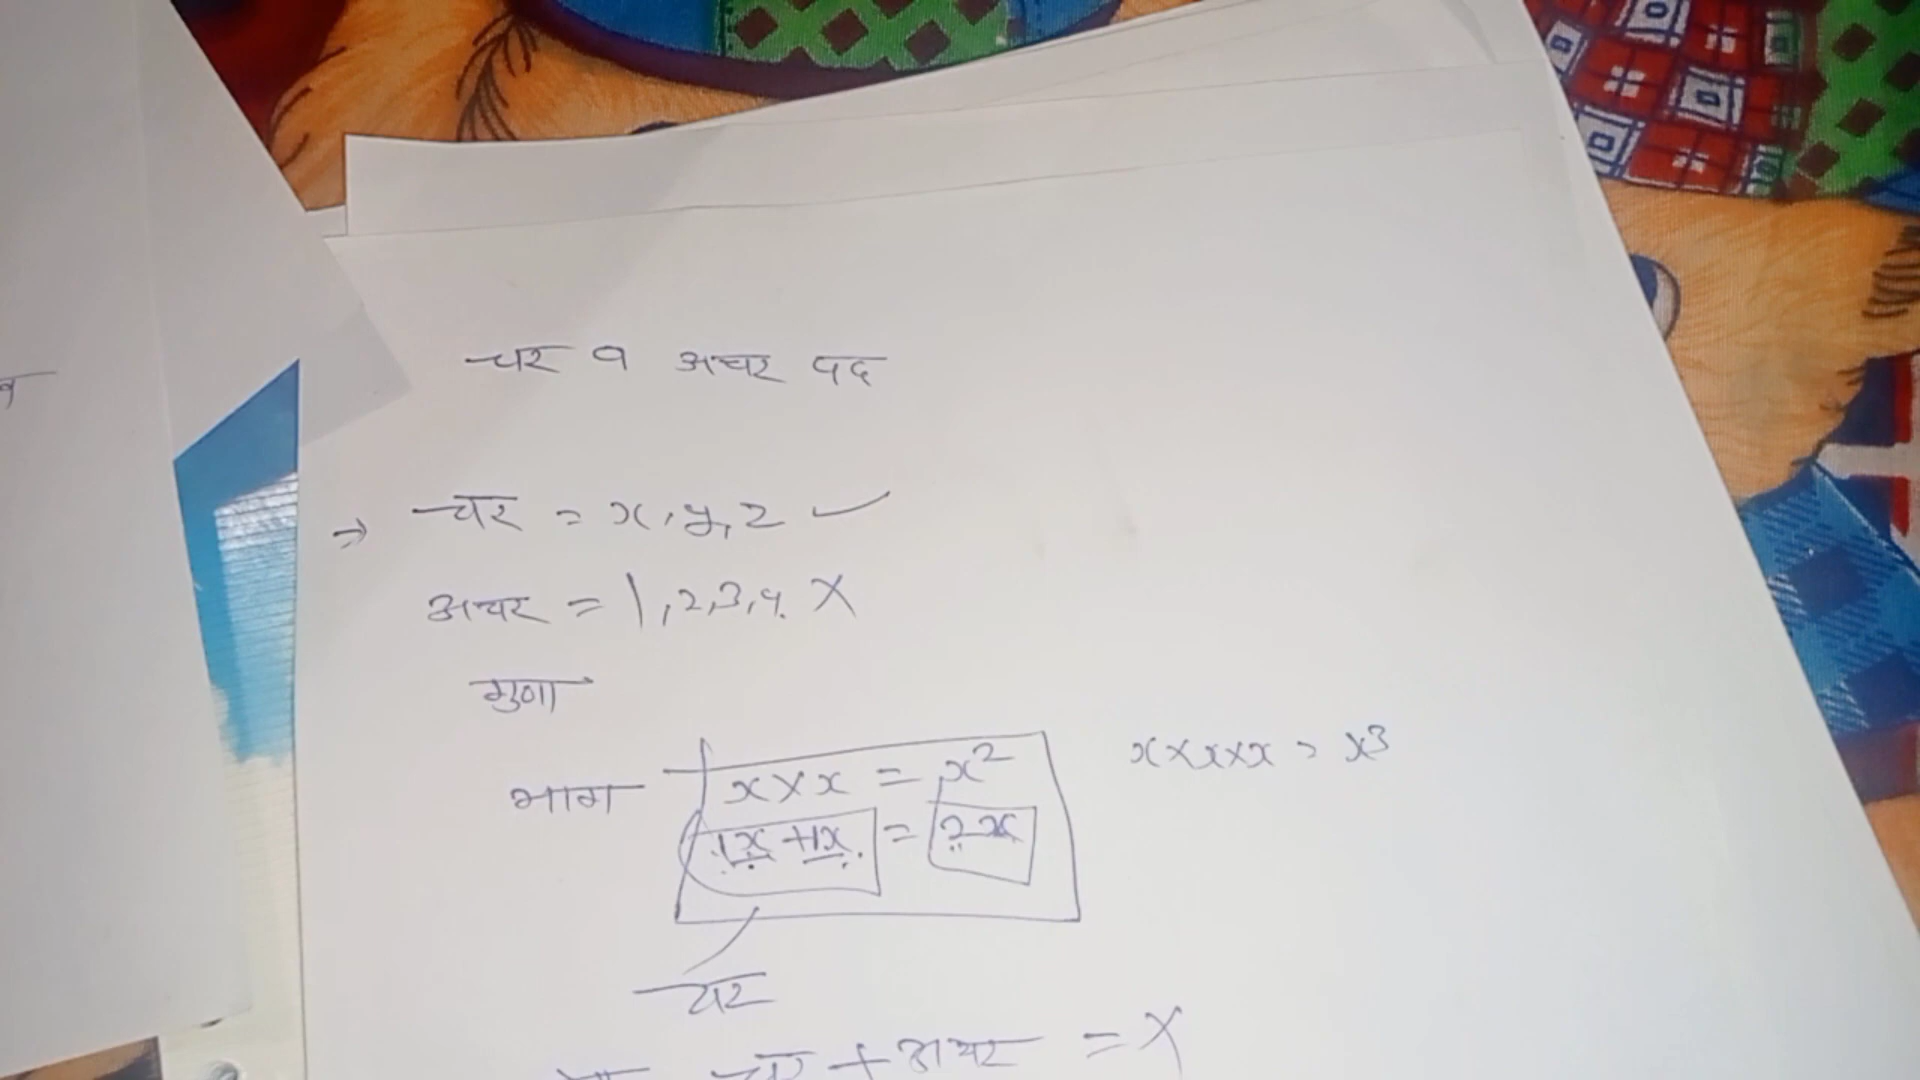 चर व अचर पद
⇒ चर = x, y, z ✓
अचर = 1, 2, 3, 4. X
गुणा
भाग x × x = x² x × x × x = x³
1x + 1x = 2x
चर
चर + अचर = X